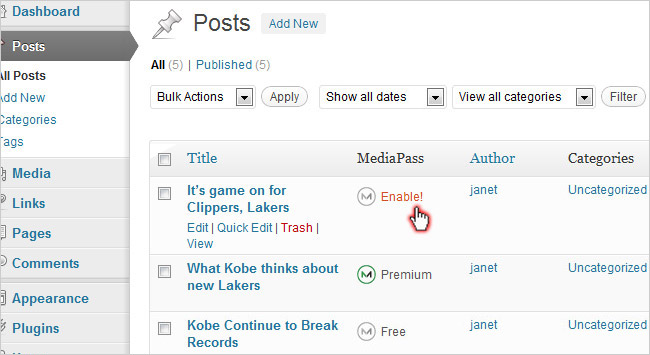 Dashboard
Posts
All Posts
Add New
Categories
Tags
Media
Links
Pages
Comments
Appearance
Plugins
Posts Add New
All (5) | Published (5)
Bulk Actions Apply Show all dates View all categories Filter
Title MediaPass Author Categories
It's game on for
Clippers, Lakers
Edit | Quick Edit | Trash |
View
M Enable! janet Uncategorized
What Kobe thinks about
new Lakers
M Premium janet Uncategorized
Kobe Continue to Break
Records
M Free janet Uncategorized